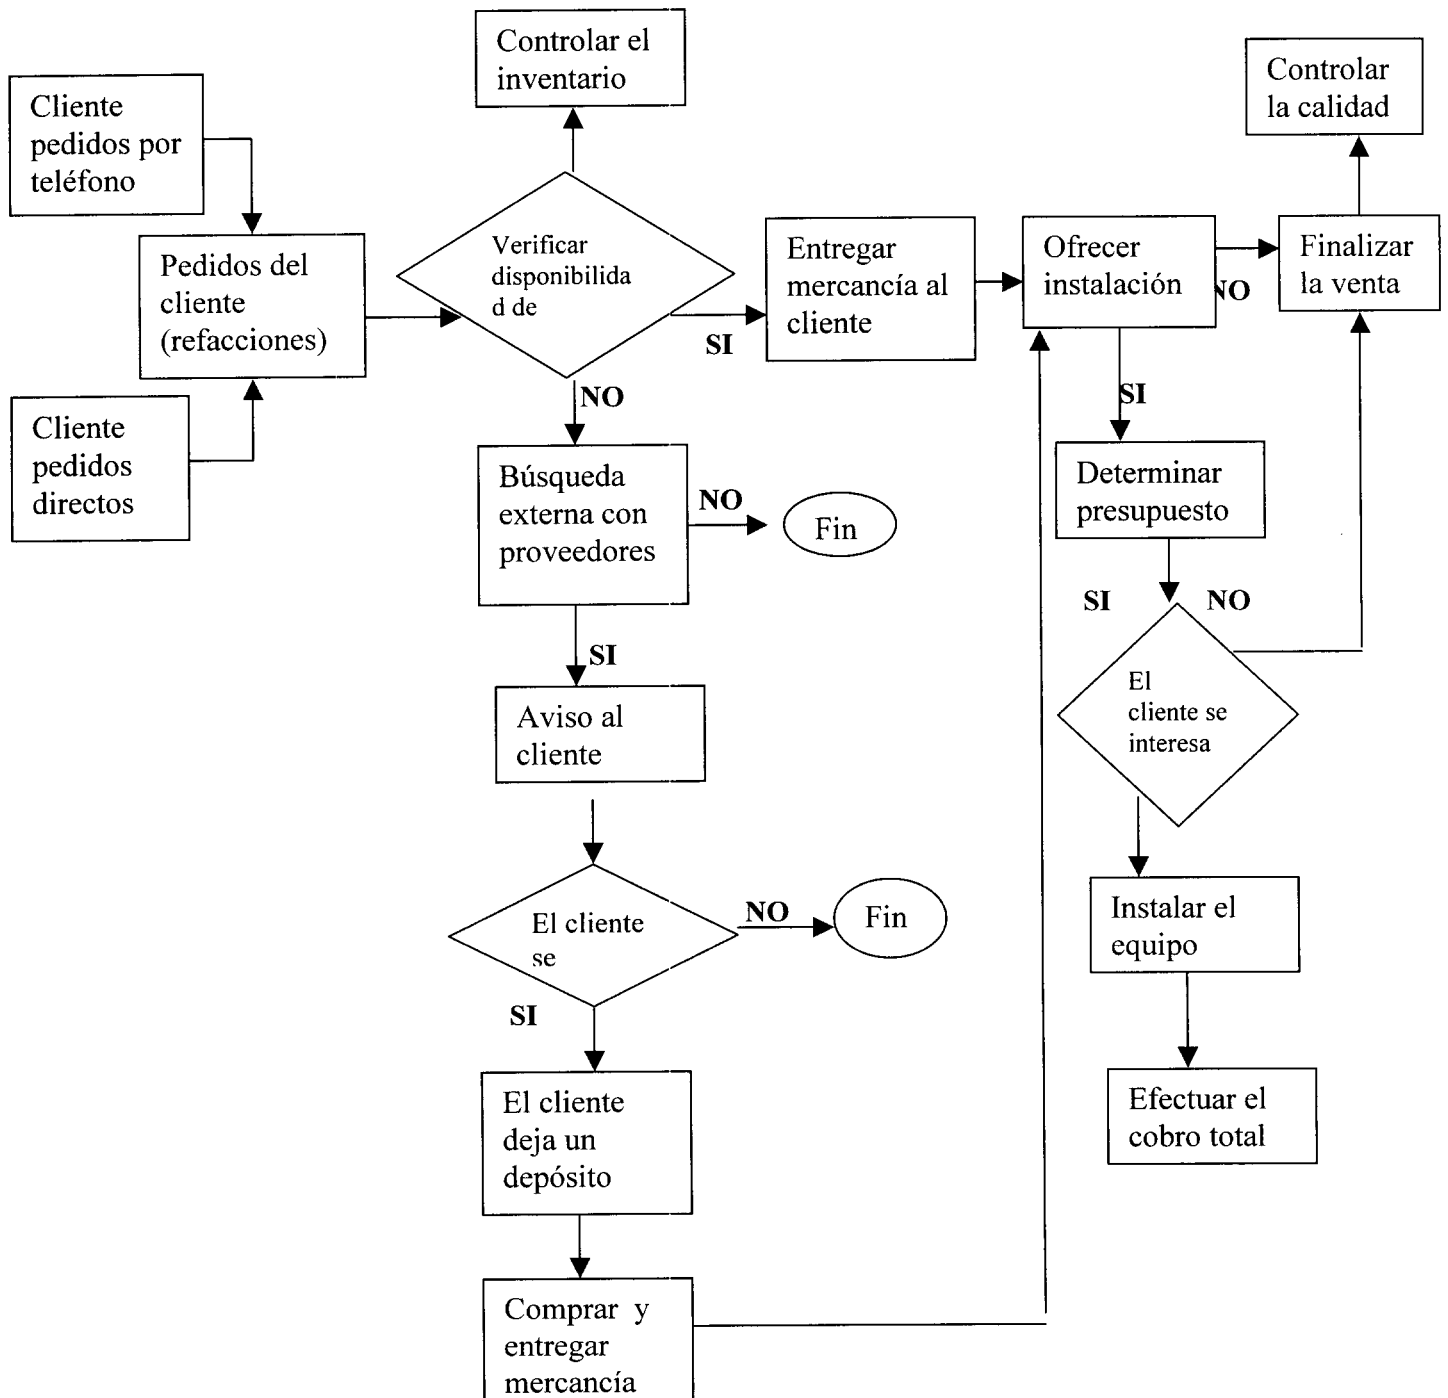 Controlar el
inventario
Controlar
la calidad
Cliente
pedidos por
teléfono
Pedidos del
cliente
(refacciones)
Verificar
disponibilida
d de
SI
Entregar
mercancía al
cliente
Ofrecer
instalación
NO
Finalizar
la venta
Cliente
pedidos
directos
NO
SI
Búsqueda
externa con
proveedores
NO
Fin
Determinar
presupuesto
SI
NO
SI
Aviso al
cliente
El
cliente se
interesa
El cliente
se
NO
Fin
SI
Instalar el
equipo
El cliente
deja un
depósito
Efectuar el
cobro total
Comprar y
entregar
mercancía